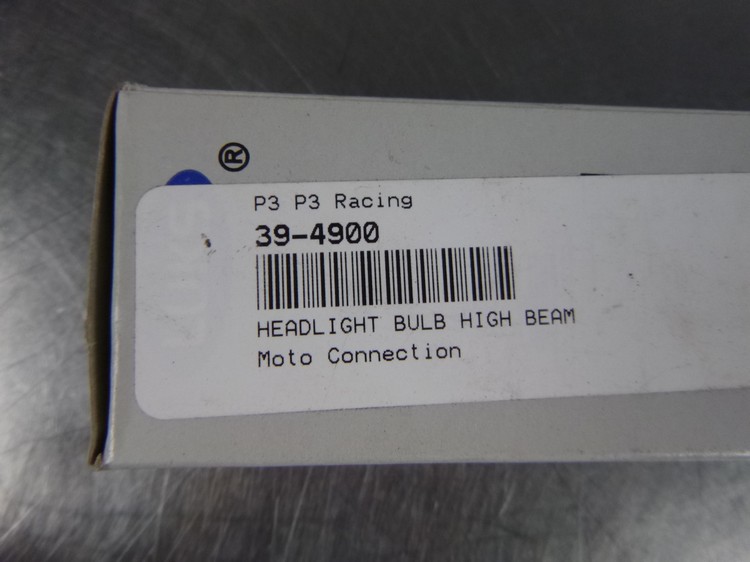 ®
P3 P3 Racing
39-4900
HEADLIGHT BULB HIGH BEAM
Moto Connection